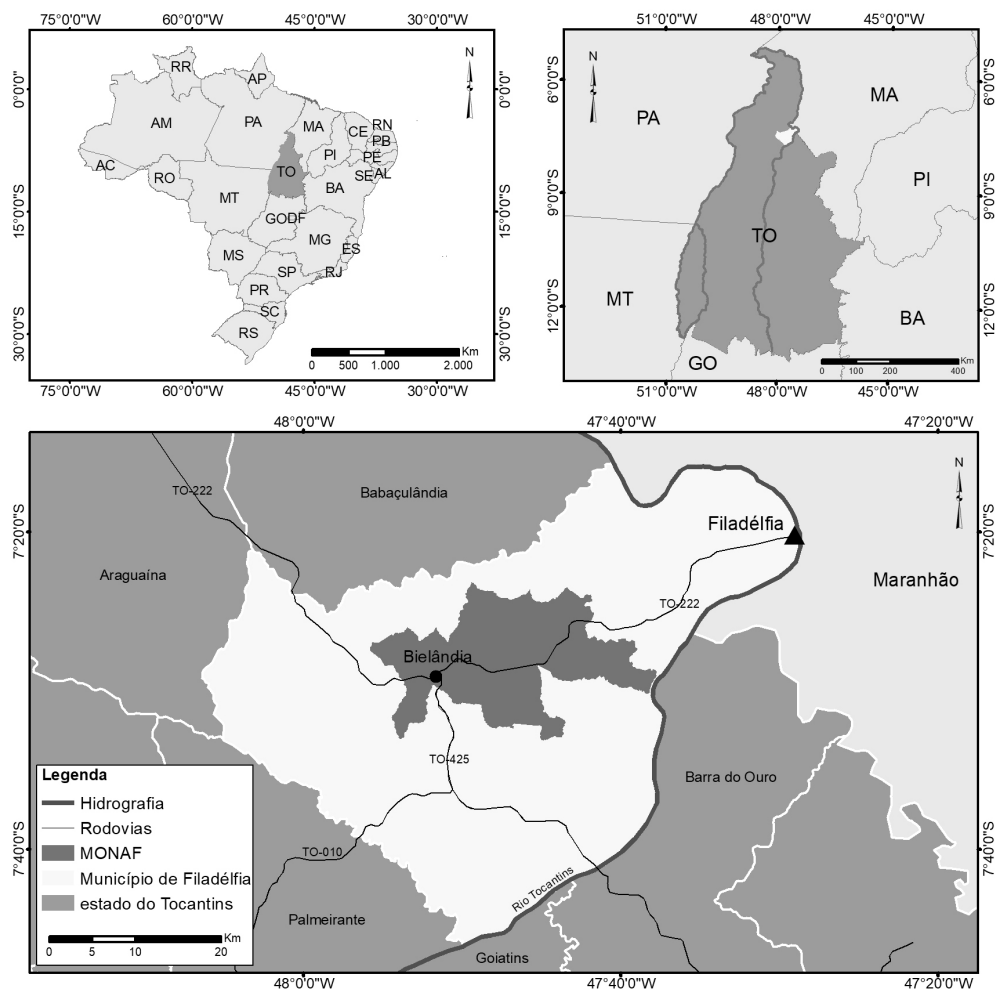 75°0'0"W 60°0'0"W 45°0'0"W 30°0'0"W
0°0'0"
15°0'0"S
30°0'0"S
N
RR
AP
AM
PA
MA
CE
RN
PB
PE
AL
SE
PI
AC
RO
TO
BA
MT
GO
DF
MG
ES
MS
SP
RJ
PR
SC
RS
0°0'0"
15°0'0"S
30°0'0"S
Km
0 500 1.000 2.000
75°0'0"W 60°0'0"W 45°0'0"W 30°0'0"W
51°0'0"W 48°0'0"W 45°0'0"W
6°0'0"S
9°0'0"S
12°0'0"S
N
PA
MA
PI
TO
MT
BA
GO
6°0'0"S
9°0'0"S
12°0'0"S
Km
0 100 200 400
51°0'0"W 48°0'0"W 45°0'0"W
48°0'0"W 47°40'0"W 47°20'0"W
7°20'0"S
7°40'0"S
N
TO-222
Babaçulândia
Filadélfia
Araguaína
Maranhão
TO-222
Bielândia
TO-425
Barra do Ouro
TO-010
Rio Tocantins
Palmeirante
Goiatins
7°20'0"S
7°40'0"S
Legenda
Hidrografia
Rodovias
MONAF
Município de Filadélfia
estado do Tocantins
Km
0 5 10 20
48°0'0"W 47°40'0"W 47°20'0"W